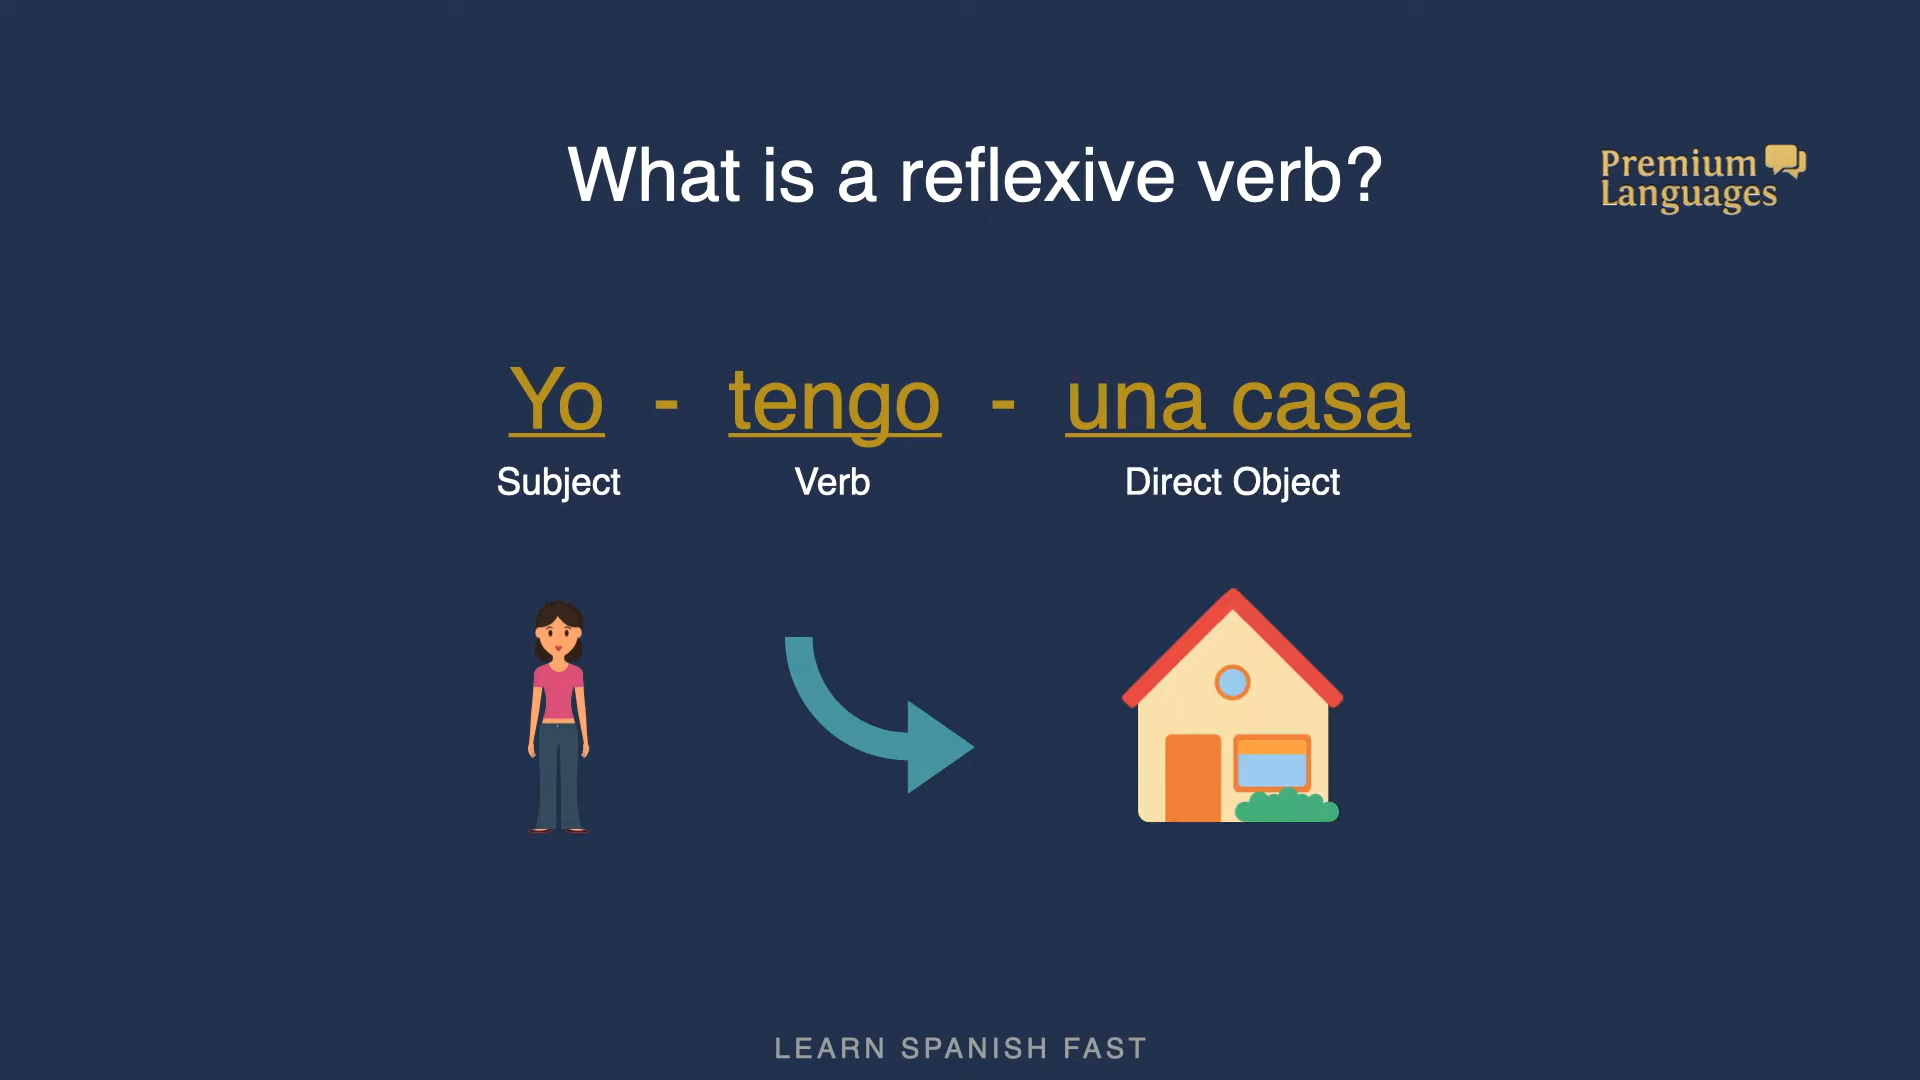 What is a reflexive verb?
Premium
Languages
Yo - tengo - una casa
Subject Verb Direct Object
LEARN SPANISH FAST